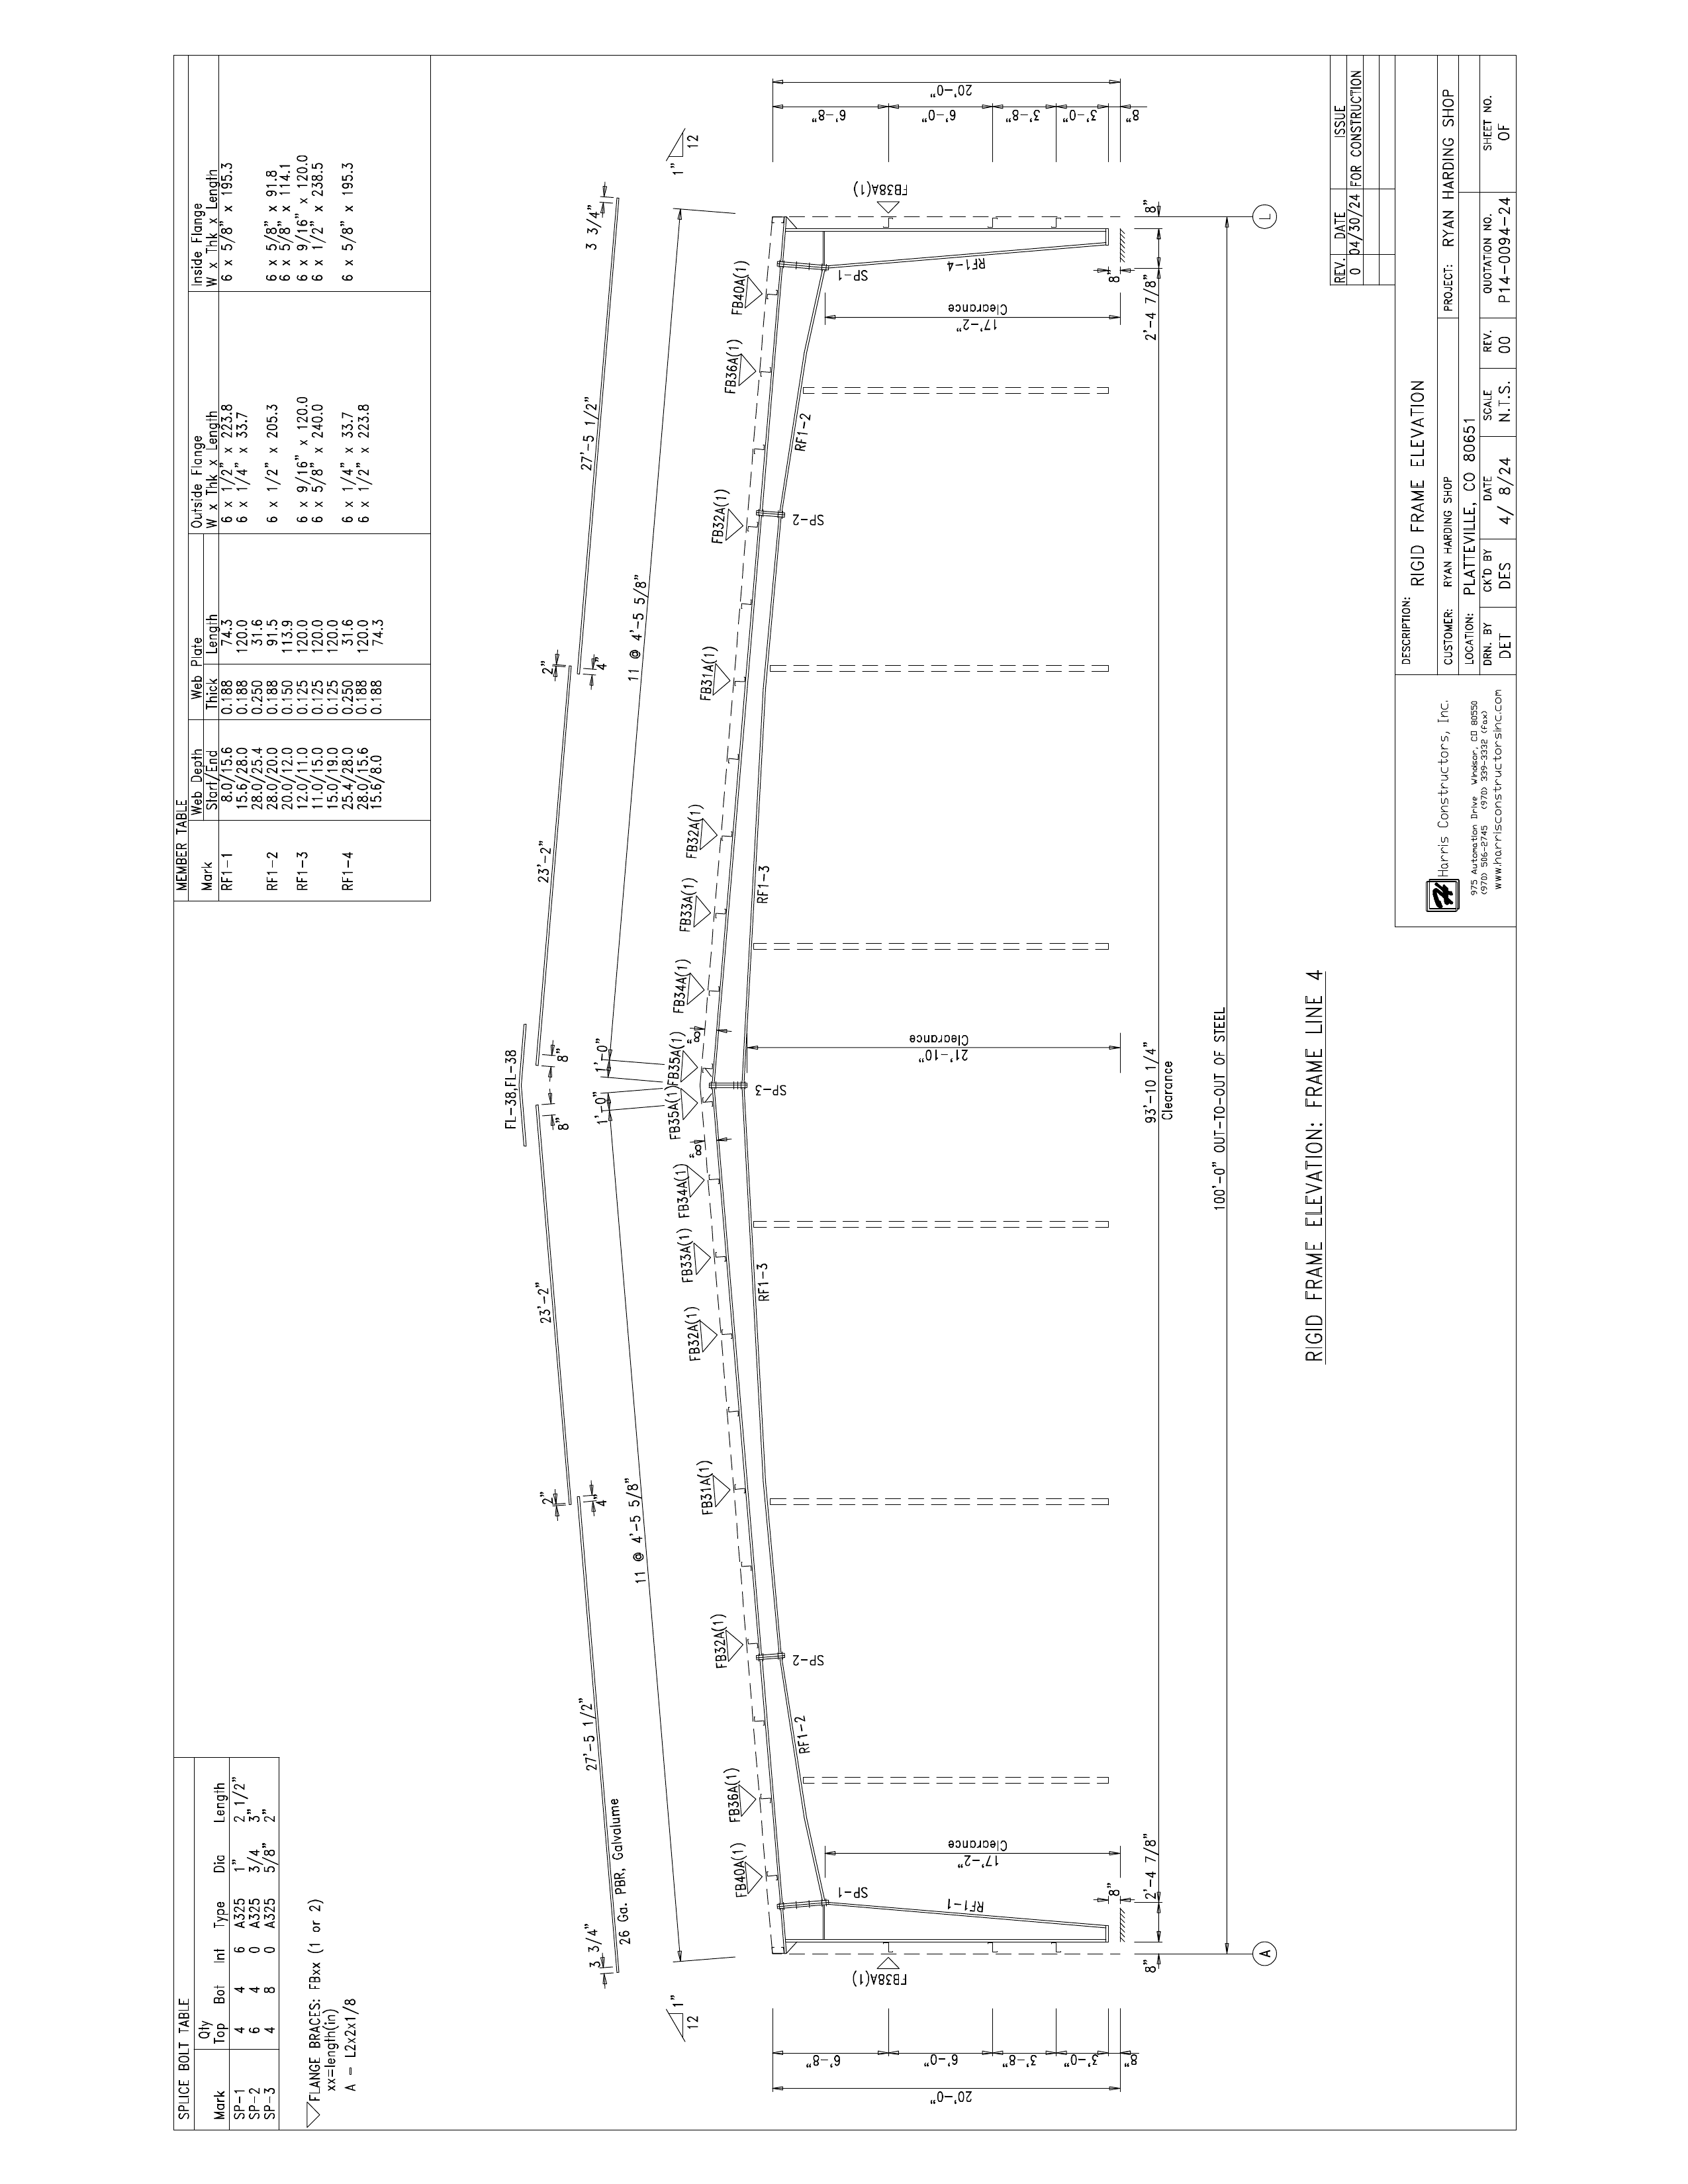 SPLICE BOLT TABLE
Qty
Mark Top Bot Int Type Dia Length
SP-1 4 4 6 A325 1" 2 1/2"
SP-2 6 4 0 A325 3/4 3"
SP-3 4 8 0 A325 5/8" 2"
FLANGE BRACES: FBxx (1 or 2)
xx=length(in)
A - L2x2x1/8
MEMBER TABLE
Web Depth Web Plate Outside Flange Inside Flange
Mark Start/End Thick Length W x Thk x Length W x Thk x Length
RF1-1 8.0/15.6 0.188 74.3 6 x 1/2" x 223.8 6 x 5/8" x 195.3
15.6/28.0 0.188 120.0 6 x 1/4" x 33.7
28.0/25.4 0.250 31.6
RF1-2 28.0/20.0 0.188 91.5 6 x 1/2" x 205.3 6 x 5/8" x 91.8
20.0/12.0 0.150 113.9 6 x 5/8" x 114.1
RF1-3 12.0/11.0 0.125 120.0 6 x 9/16" x 120.0 6 x 9/16" x 120.0
11.0/15.0 0.125 120.0 6 x 5/8" x 240.0 6 x 1/2" x 238.5
15.0/19.0 0.125 120.0
RF1-4 25.4/28.0 0.250 31.6 6 x 1/4" x 33.7 6 x 5/8" x 195.3
28.0/15.6 0.188 120.0 6 x 1/2" x 223.8
15.6/8.0 0.188 74.3
FL-38,FL-38
23'-2" 8" 8" 23'-2"
2" 2"
3 3/4" 27'-5 1/2" 4" 4" 27'-5 1/2" 3 3/4"
26 Ga. PBR, Galvalume
1'-0" 1'-0"
11 @ 4'-5 5/8" 11 @ 4'-5 5/8"
1" 12
1" 12
FB40A(1) FB36A(1) FB32A(1) FB31A(1) FB32A(1) FB33A(1) FB34A(1) FB35A(1) FB35A(1) FB34A(1) FB33A(1) FB32A(1) FB31A(1) FB32A(1) FB36A(1) FB40A(1)
8" 8"
SP-1 RF1-2 SP-2 RF1-3 SP-3 RF1-3 SP-2 RF1-2 SP-1
FB38A(1) FB38A(1)
RF1-1 RF1-4
20'-0" 6'-8" 6'-0" 3'-8" 3'-0" 8"
17'-2" Clearance
21'-10" Clearance
17'-2" Clearance
6'-8" 6'-0" 3'-8" 3'-0" 8" 20'-0"
8" 8"
8" 2'-4 7/8" 93'-10 1/4" 2'-4 7/8" 8"
Clearance
100'-0" OUT-TO-OUT OF STEEL
A L
RIGID FRAME ELEVATION: FRAME LINE 4
REV. DATE ISSUE
0 04/30/24 FOR CONSTRUCTION
Harris Constructors, Inc.
975 Automation Drive Windsor, CO 80550
(970) 506-2745 (970) 339-3332 (Fax)
www.harrisconstructorsinc.com
DESCRIPTION: RIGID FRAME ELEVATION
CUSTOMER: RYAN HARDING SHOP PROJECT: RYAN HARDING SHOP
LOCATION: PLATTEVILLE, CO 80651
DRN. BY CK'D BY DATE SCALE REV. QUOTATION NO. SHEET NO.
DET DES 4/ 8/24 N.T.S. 00 P14-0094-24 OF